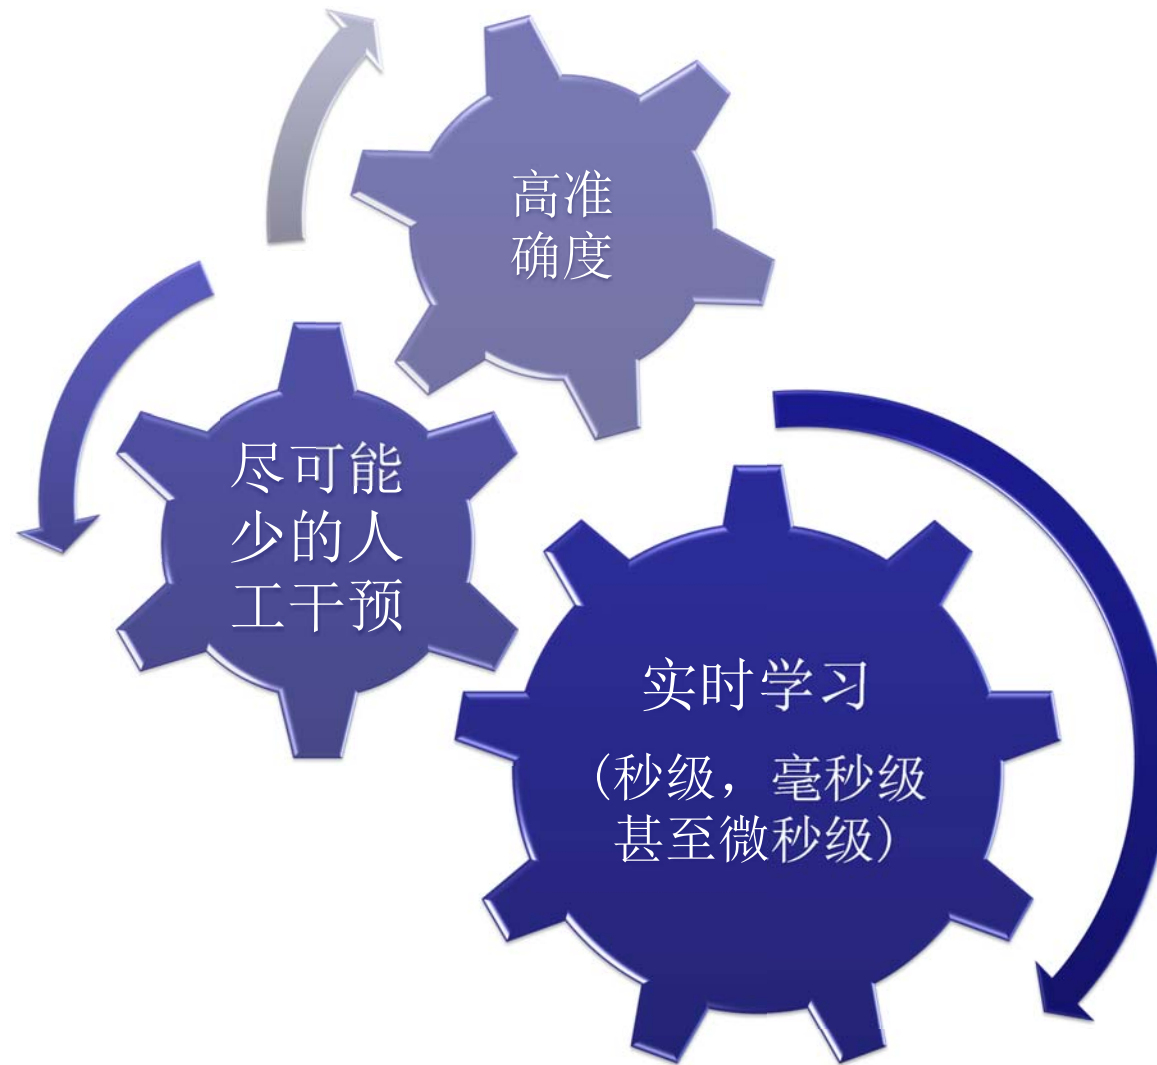 高准
确度
尽可能
少的人
工干预
实时学习
(秒级，毫秒级
甚至微秒级)